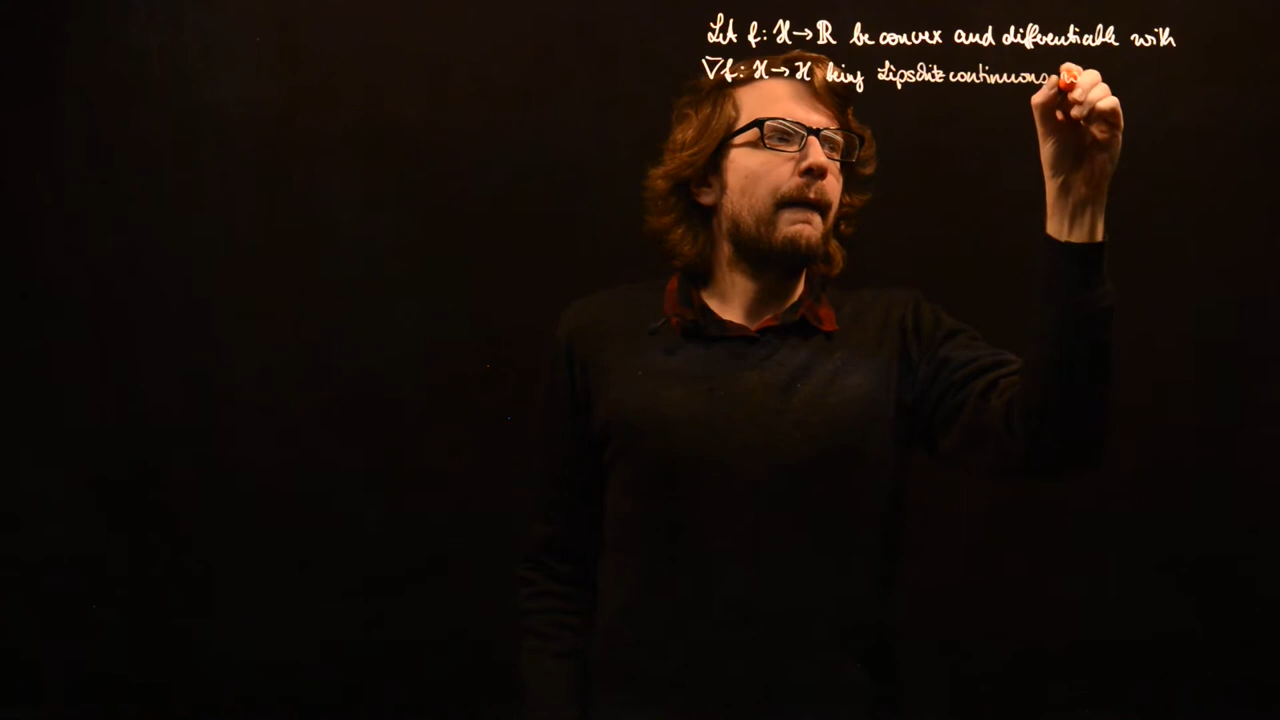 Let f: ℋ→ℝ be convex and differentiable with
∇f: ℋ→ℋ being Lipschitz continuous